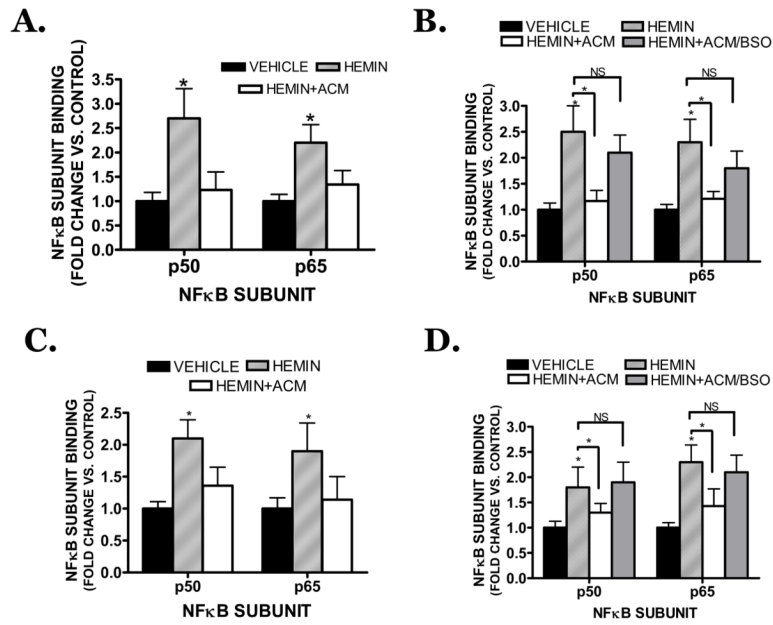 A.
VEHICLE HEMIN
HEMIN+ACM
NFκB SUBUNIT BINDING
(FOLD CHANGE VS. CONTROL)
3.5
3.0
2.5
2.0
1.5
1.0
0.5
0.0
*
*
p50 p65
NFκB SUBUNIT
B.
VEHICLE HEMIN
HEMIN+ACM HEMIN+ACM/BSO
NFκB SUBUNIT BINDING
(FOLD CHANGE VS. CONTROL)
3.0
2.5
2.0
1.5
1.0
0.5
0.0
NS NS
* *
* *
p50 p65
NFκB SUBUNIT
C.
VEHICLE HEMIN
HEMIN+ACM
NFκB SUBUNIT BINDING
(FOLD CHANGE VS. CONTROL)
2.5
2.0
1.5
1.0
0.5
0.0
* *
p50 p65
NFκB SUBUNIT
D.
VEHICLE HEMIN
HEMIN+ACM HEMIN+ACM/BSO
NFκB SUBUNIT BINDING
(FOLD CHANGE VS. CONTROL)
3.0
2.5
2.0
1.5
1.0
0.5
0.0
NS NS
* *
* *
p50 p65
NFκB SUBUNIT